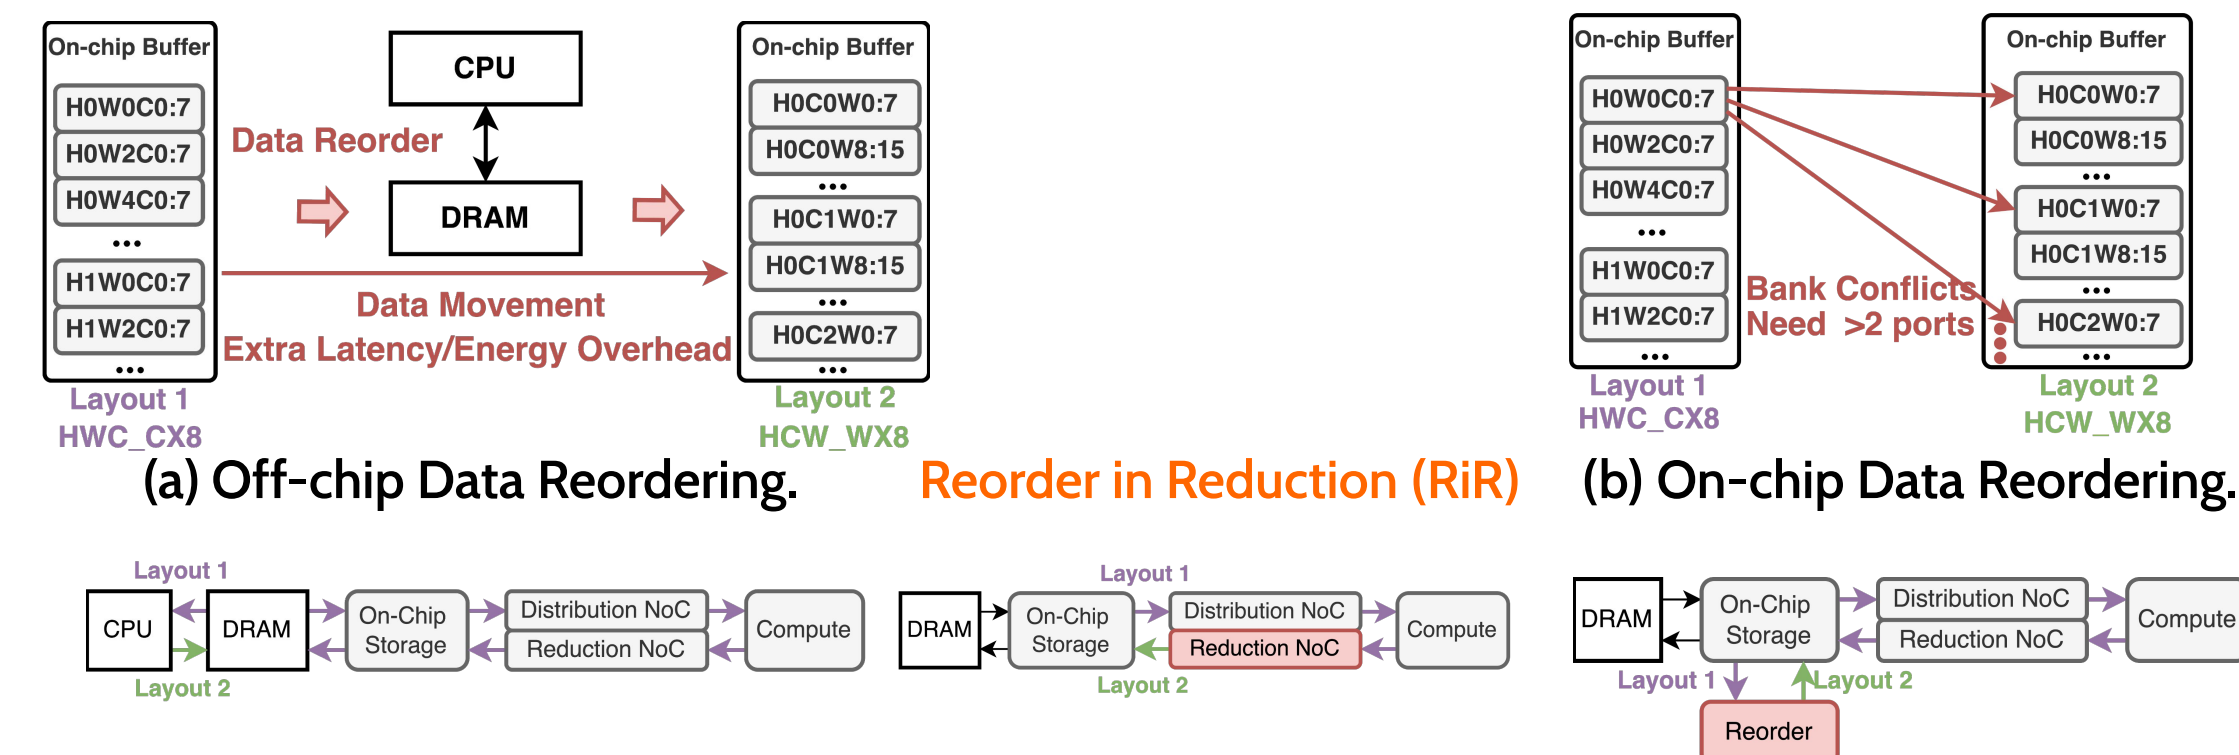 On-chip Buffer
H0W0C0:7
H0W2C0:7
H0W4C0:7
...
H1W0C0:7
H1W2C0:7
...
Layout 1
HWC_CX8
Data Reorder
CPU
DRAM
Data Movement
Extra Latency/Energy Overhead
On-chip Buffer
H0C0W0:7
H0C0W8:15
...
H0C1W0:7
H0C1W8:15
...
H0C2W0:7
...
Layout 2
HCW_WX8
(a) Off-chip Data Reordering.
Reorder in Reduction (RiR)
On-chip Buffer
H0W0C0:7
H0W2C0:7
H0W4C0:7
...
H1W0C0:7
H1W2C0:7
...
Layout 1
HWC_CX8
Bank Conflicts
Need >2 ports
On-chip Buffer
H0C0W0:7
H0C0W8:15
...
H0C1W0:7
H0C1W8:15
...
H0C2W0:7
...
Layout 2
HCW_WX8
(b) On-chip Data Reordering.
Layout 1
CPU
DRAM
On-Chip
Storage
Distribution NoC
Reduction NoC
Compute
Layout 2
Layout 1
DRAM
On-Chip
Storage
Distribution NoC
Reduction NoC
Compute
Layout 2
DRAM
On-Chip
Storage
Distribution NoC
Reduction NoC
Compute
Layout 1
Layout 2
Reorder